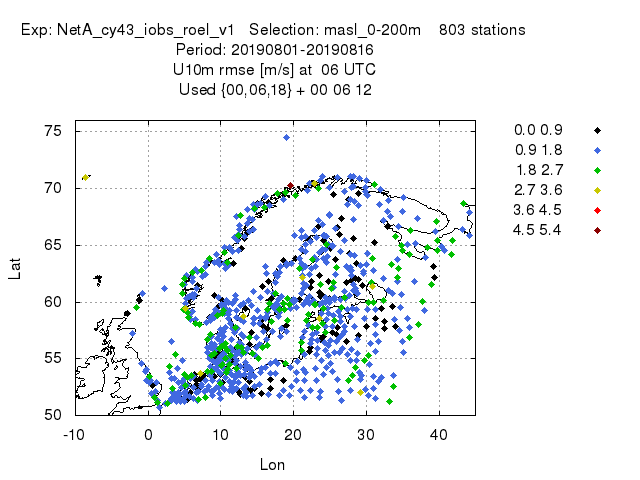 Exp: NetA_cy43_iobs_roel_v1 Selection: masl_0-200m 803 stations
Period: 20190801-20190816
U10m rmse [m/s] at 06 UTC
Used {00,06,18} + 00 06 12
75
70
65
60
55
50
Lat
-10 0 10 20 30 40
Lon
0.0 0.9
0.9 1.8
1.8 2.7
2.7 3.6
3.6 4.5
4.5 5.4